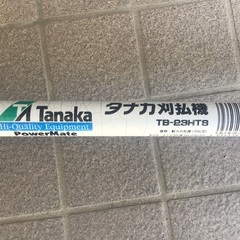 Tanaka
Hi-Quality Equipment
PowerMate
タナカ刈払機
TB-23HTS